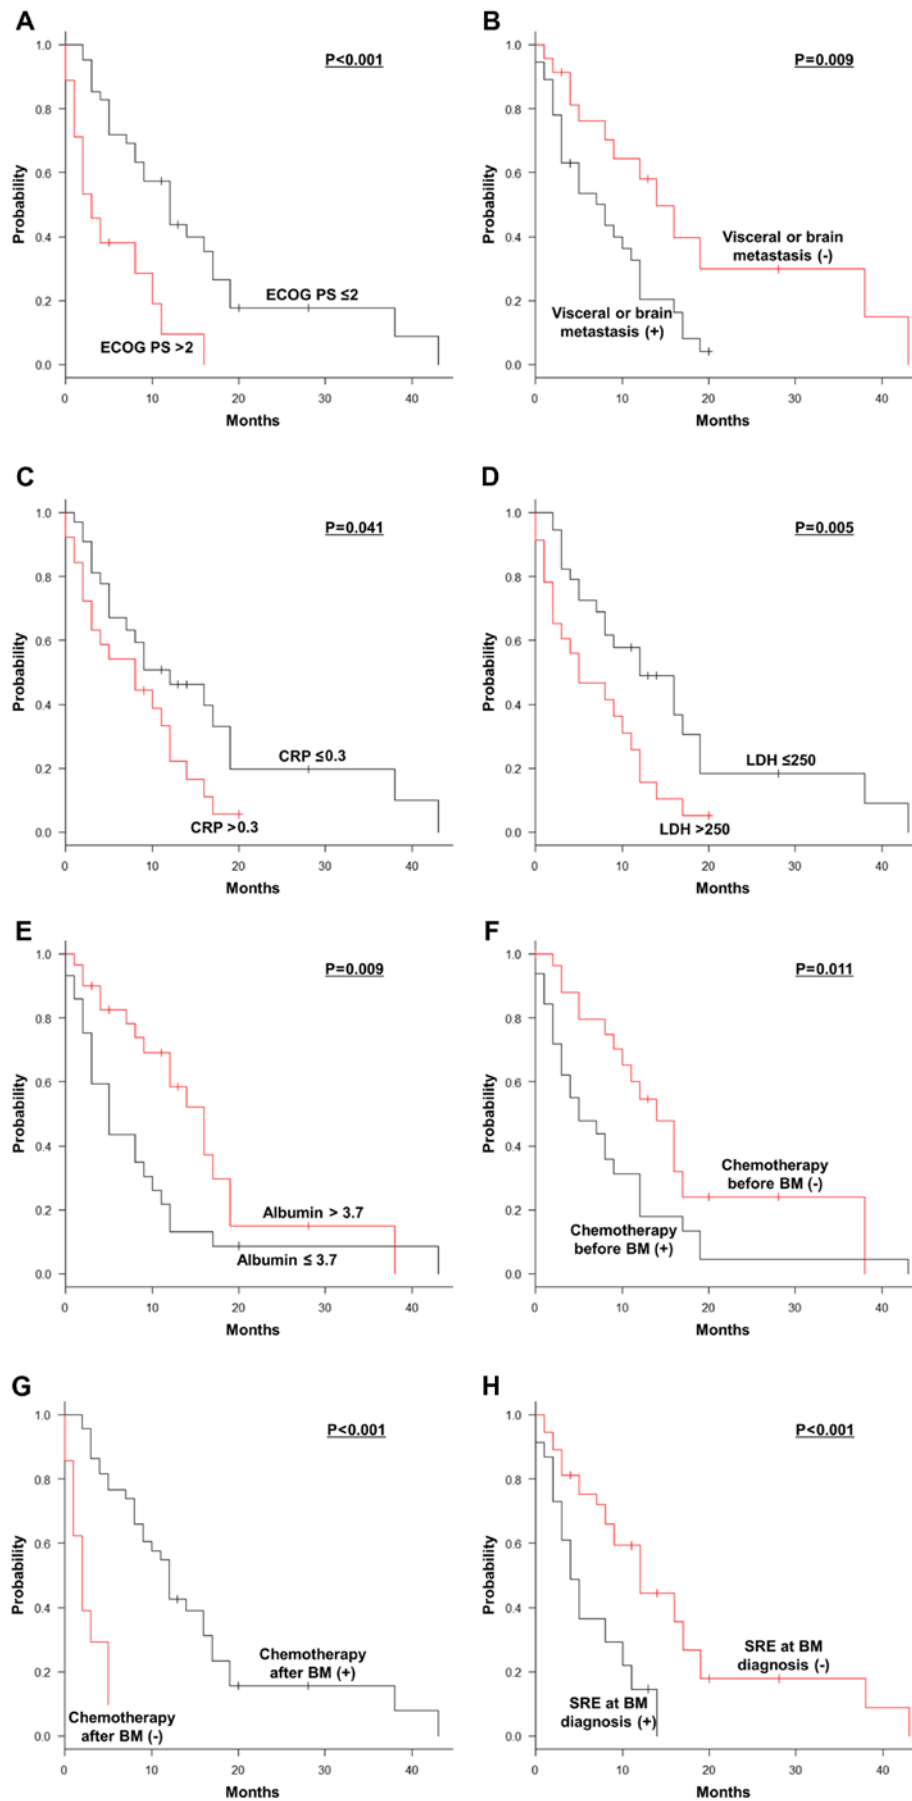 A
P<0.001
1.0
0.8
0.6
0.4
0.2
0.0
Probability
ECOG PS ≤2
ECOG PS >2
0 10 20 30 40
Months
B
P=0.009
1.0
0.8
0.6
0.4
0.2
0.0
Probability
Visceral or brain
metastasis (-)
Visceral or brain
metastasis (+)
0 10 20 30 40
Months
C
P=0.041
1.0
0.8
0.6
0.4
0.2
0.0
Probability
CRP ≤0.3
CRP >0.3
0 10 20 30 40
Months
D
P=0.005
1.0
0.8
0.6
0.4
0.2
0.0
Probability
LDH ≤250
LDH >250
0 10 20 30 40
Months
E
P=0.009
1.0
0.8
0.6
0.4
0.2
0.0
Probability
Albumin > 3.7
Albumin ≤ 3.7
0 10 20 30 40
Months
F
P=0.011
1.0
0.8
0.6
0.4
0.2
0.0
Probability
Chemotherapy
before BM (-)
Chemotherapy
before BM (+)
0 10 20 30 40
Months
G
P<0.001
1.0
0.8
0.6
0.4
0.2
0.0
Probability
Chemotherapy
after BM (+)
Chemotherapy
after BM (-)
0 10 20 30 40
Months
H
P<0.001
1.0
0.8
0.6
0.4
0.2
0.0
Probability
SRE at BM
diagnosis (-)
SRE at BM
diagnosis (+)
0 10 20 30 40
Months